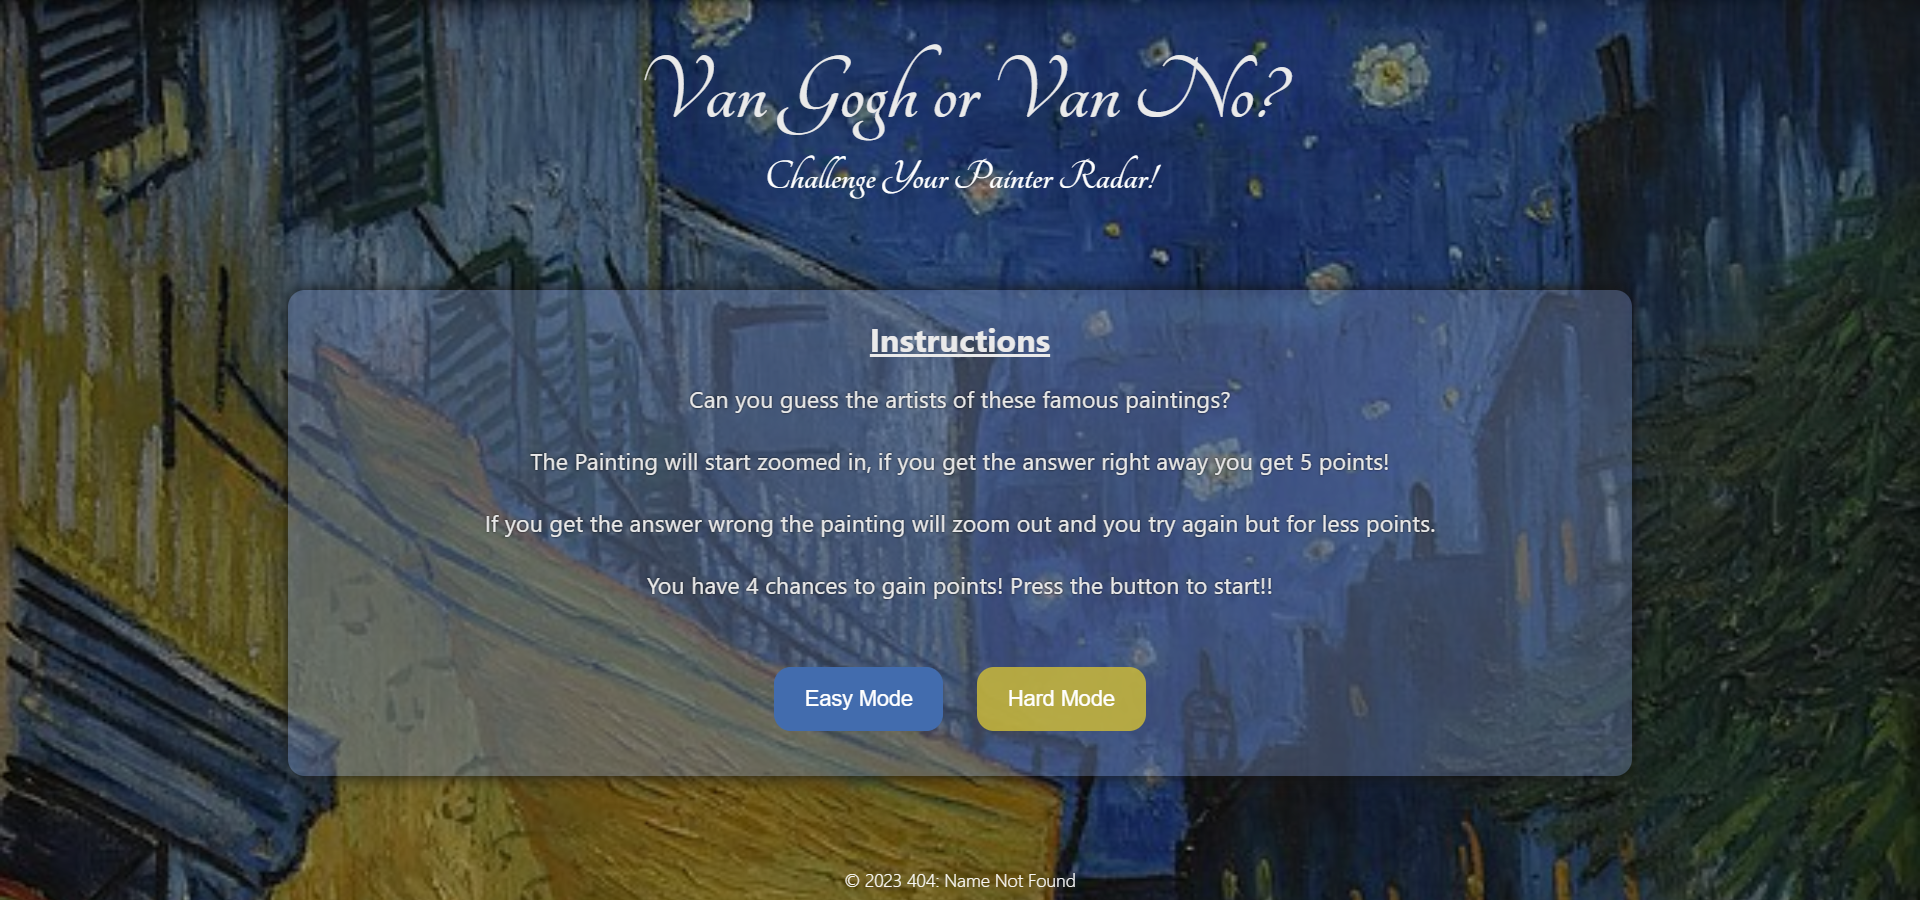 Van Gogh or Van No?
Challenge Your Painter Radar!
Instructions
Can you guess the artists of these famous paintings?
The Painting will start zoomed in, if you get the answer right away you get 5 points!
If you get the answer wrong the painting will zoom out and you try again but for less points.
You have 4 chances to gain points! Press the button to start!!
Easy Mode
Hard Mode
© 2023 404: Name Not Found